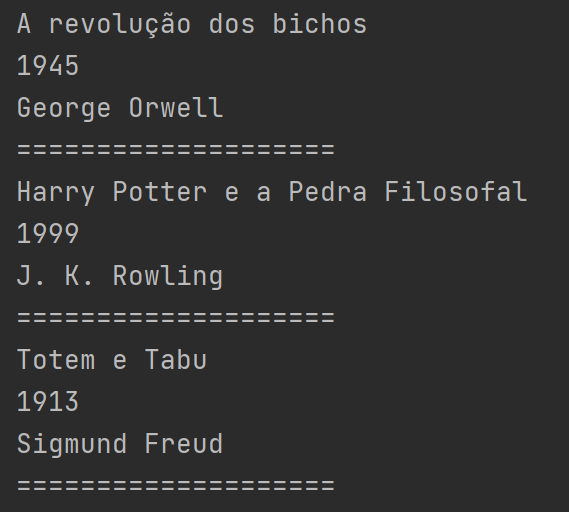 A revolução dos bichos
1945
George Orwell
====================
Harry Potter e a Pedra Filosofal
1999
J. K. Rowling
====================
Totem e Tabu
1913
Sigmund Freud
====================